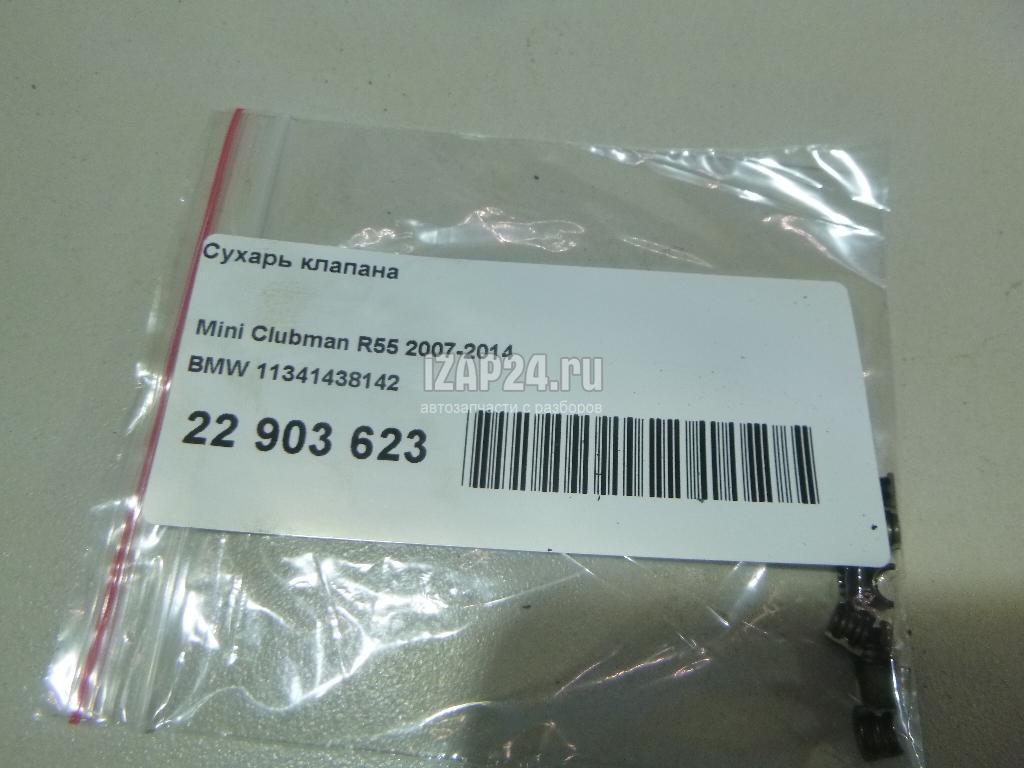 Сухарь клапана
Mini Clubman R55 2007-2014
BMW 11341438142
IZAP24.ru
автозапчасти с разборов
22 903 623